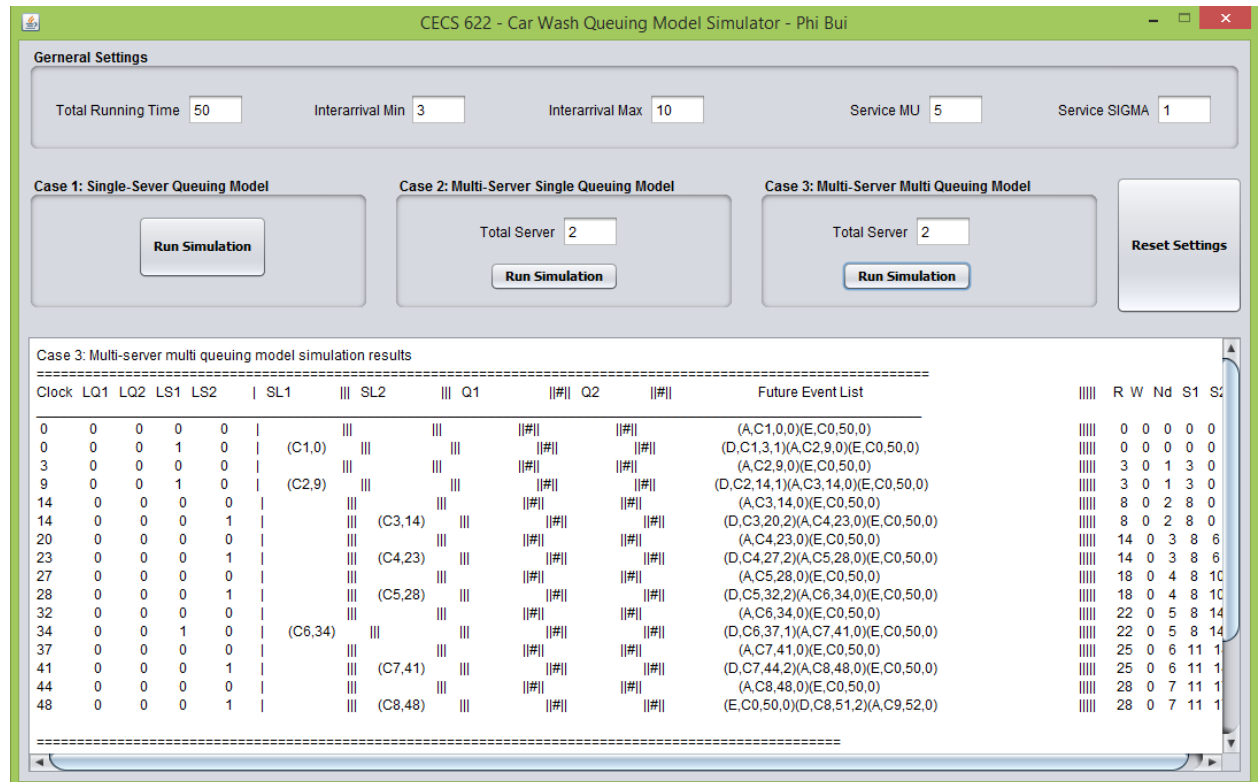 CECS 622 - Car Wash Queuing Model Simulator - Phi Bui
Gerneral Settings
Total Running Time 50 Interarrival Min 3 Interarrival Max 10 Service MU 5 Service SIGMA 1
Case 1: Single-Sever Queuing Model Case 2: Multi-Server Single Queuing Model Case 3: Multi-Server Multi Queuing Model
Total Server 2 Total Server 2
Run Simulation Run Simulation Run Simulation Reset Settings
Case 3: Multi-server multi queuing model simulation results
==========================================================================================
Clock LQ1 LQ2 LS1 LS2 | SL1 ||| SL2 ||| Q1 ||#|| Q2 ||#|| Future Event List ||||| R W Nd S1 S2
0 0 0 0 0 | ||| ||| ||#|| ||#|| (A,C1,0,0)(E,C0,50,0) ||||| 0 0 0 0 0
0 0 0 1 0 | (C1,0) ||| ||| ||#|| ||#|| (D,C1,3,1)(A,C2,9,0)(E,C0,50,0) ||||| 0 0 0 0 0
3 0 0 0 0 | ||| ||| ||#|| ||#|| (A,C2,9,0)(E,C0,50,0) ||||| 3 0 1 3 0
9 0 0 1 0 | (C2,9) ||| ||| ||#|| ||#|| (D,C2,14,1)(A,C3,14,0)(E,C0,50,0) ||||| 3 0 1 3 0
14 0 0 0 0 | ||| ||| ||#|| ||#|| (A,C3,14,0)(E,C0,50,0) ||||| 8 0 2 8 0
14 0 0 0 1 | ||| (C3,14) ||| ||#|| ||#|| (D,C3,20,2)(A,C4,23,0)(E,C0,50,0) ||||| 8 0 2 8 0
20 0 0 0 0 | ||| ||| ||#|| ||#|| (A,C4,23,0)(E,C0,50,0) ||||| 14 0 3 8 6
23 0 0 0 1 | ||| (C4,23) ||| ||#|| ||#|| (D,C4,27,2)(A,C5,28,0)(E,C0,50,0) ||||| 14 0 3 8 6
27 0 0 0 0 | ||| ||| ||#|| ||#|| (A,C5,28,0)(E,C0,50,0) ||||| 18 0 4 8 10
28 0 0 0 1 | ||| (C5,28) ||| ||#|| ||#|| (D,C5,32,2)(A,C6,34,0)(E,C0,50,0) ||||| 18 0 4 8 10
32 0 0 0 0 | ||| ||| ||#|| ||#|| (A,C6,34,0)(E,C0,50,0) ||||| 22 0 5 8 14
34 0 0 1 0 | (C6,34) ||| ||| ||#|| ||#|| (D,C6,37,1)(A,C7,41,0)(E,C0,50,0) ||||| 22 0 5 8 14
37 0 0 0 0 | ||| ||| ||#|| ||#|| (A,C7,41,0)(E,C0,50,0) ||||| 25 0 6 11
41 0 0 0 1 | ||| (C7,41) ||| ||#|| ||#|| (D,C7,44,2)(A,C8,48,0)(E,C0,50,0) ||||| 25 0 6 11
44 0 0 0 0 | ||| ||| ||#|| ||#|| (A,C8,48,0)(E,C0,50,0) ||||| 28 0 7 11
48 0 0 0 1 | ||| (C8,48) ||| ||#|| ||#|| (E,C0,50,0)(D,C8,51,2)(A,C9,52,0) ||||| 28 0 7 11
==========================================================================================